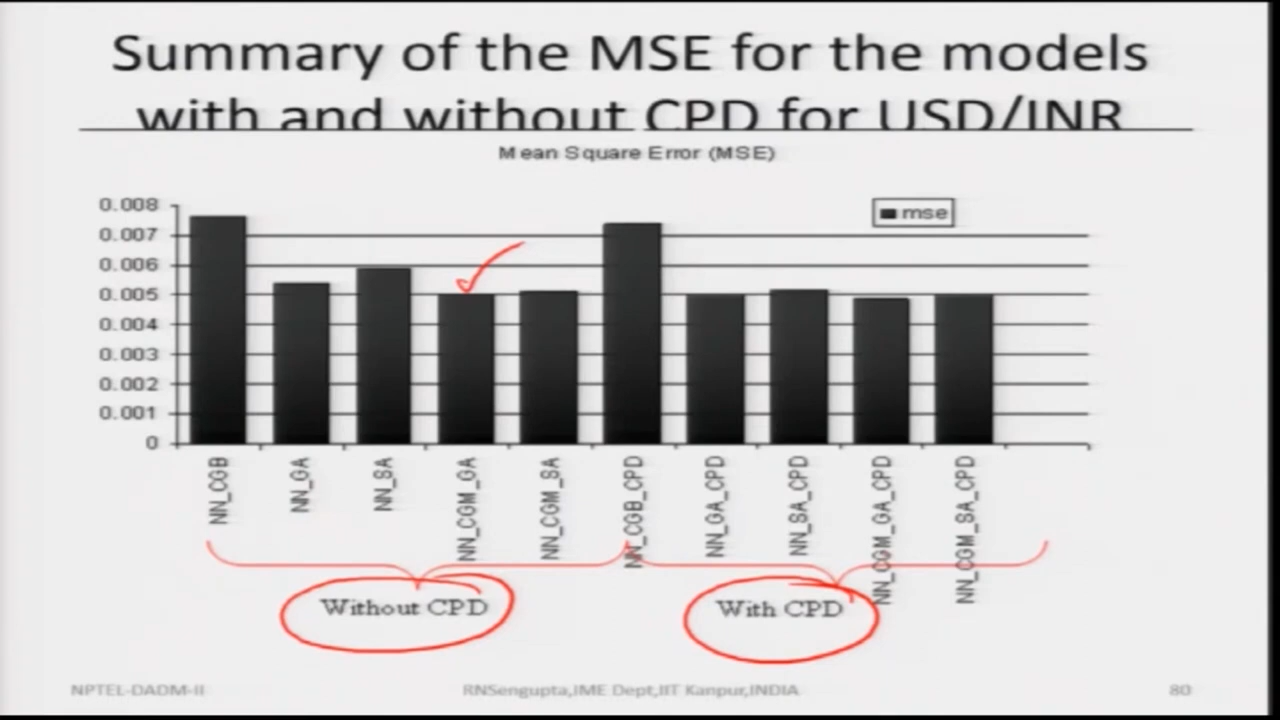 Summary of the MSE for the models
with and without CPD for USD/INR
Mean Square Error (MSE)
mse
0.008
0.007
0.006
0.005
0.004
0.003
0.002
0.001
0
NN_CGB
NN_GA
NN_SA
NN_CGM_GA
NN_CGM_SA
NN_CGB_CPD
NN_GA_CPD
NN_SA_CPD
NN_CGM_GA_CPD
NN_CGM_SA_CPD
Without CPD
With CPD
NPTEL-DADM-II
RNSengupta,IME Dept,IIT Kanpur,INDIA
80